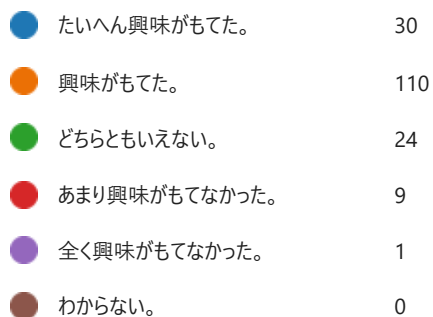 たいへん興味がもてた。 30
興味がもてた。 110
どちらともいえない。 24
あまり興味がもてなかった。 9
全く興味がもてなかった。 1
わからない。 0